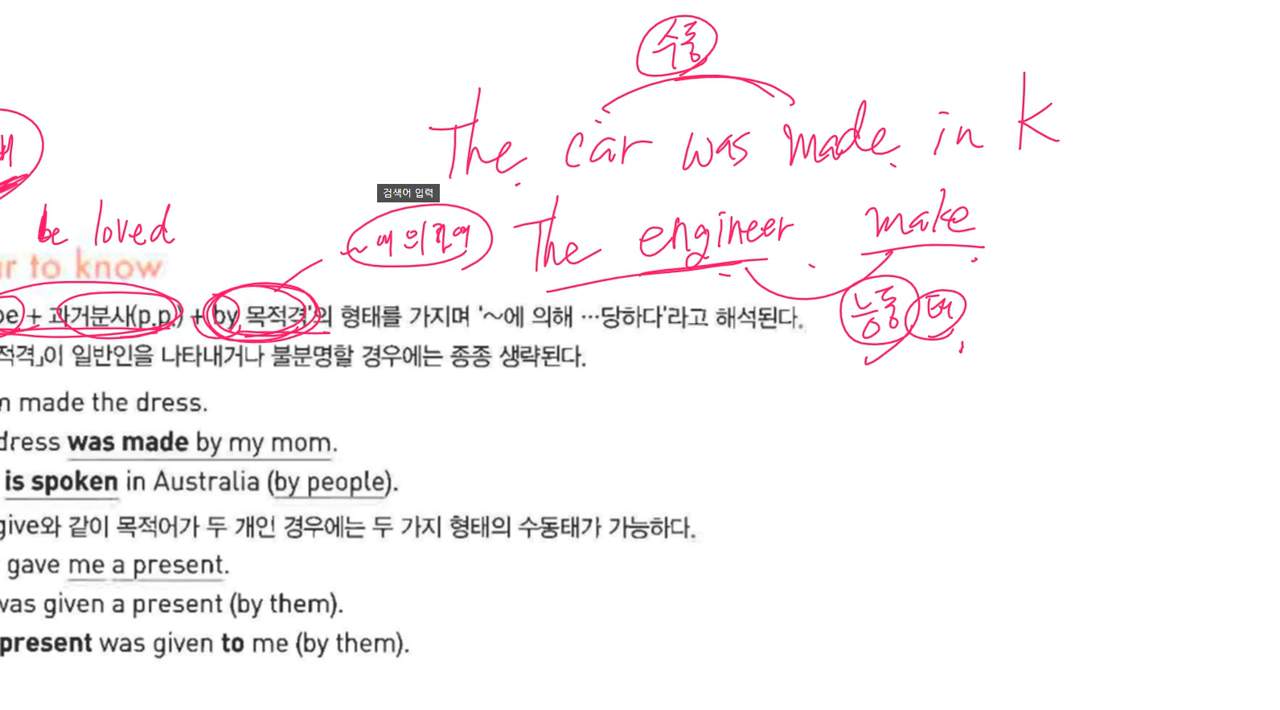 수동
The car was made in K
검색어 입력
be loved
~에 의하여
The engineer make
r to know
be + 과거분사(p.p.) + by 목적격'의 형태를 가지며 '~에 의해 …당하다'라고 해석된다.
능동 태
적격」이 일반인을 나타내거나 불분명할 경우에는 종종 생략된다.
m made the dress.
dress was made by my mom.
is spoken in Australia (by people).
give와 같이 목적어가 두 개인 경우에는 두 가지 형태의 수동태가 가능하다.
gave me a present.
was given a present (by them).
present was given to me (by them).